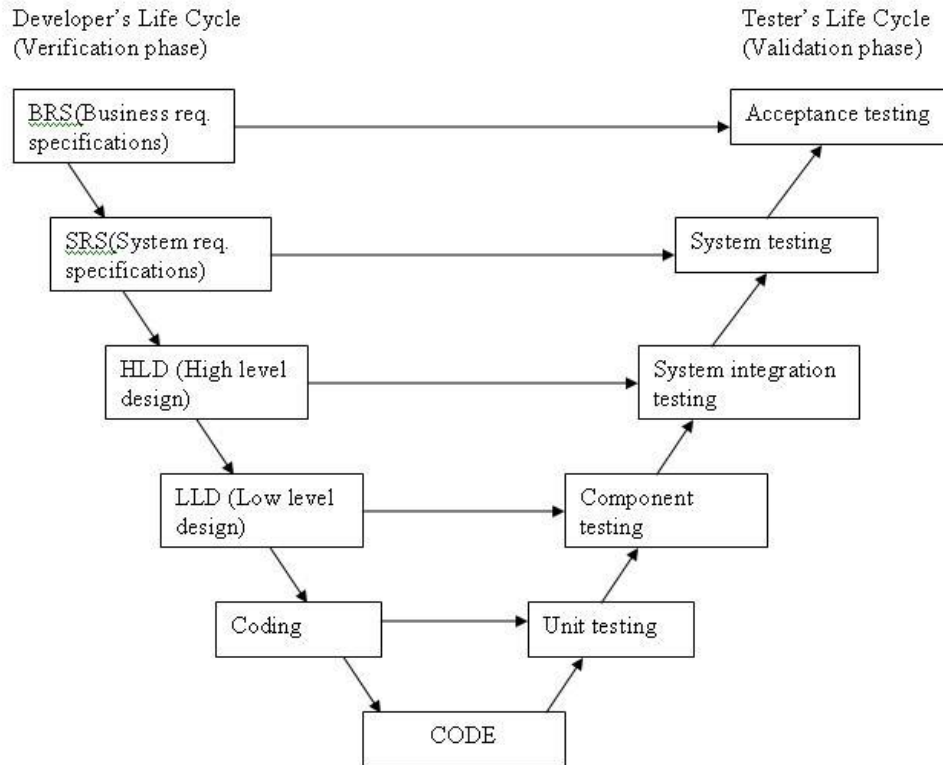 Developer's Life Cycle
(Verification phase)
Tester's Life Cycle
(Validation phase)
BRS(Business req.
specifications)
Acceptance testing
SRS(System req.
specifications)
System testing
HLD (High level
design)
System integration
testing
LLD (Low level
design)
Component
testing
Coding
Unit testing
CODE